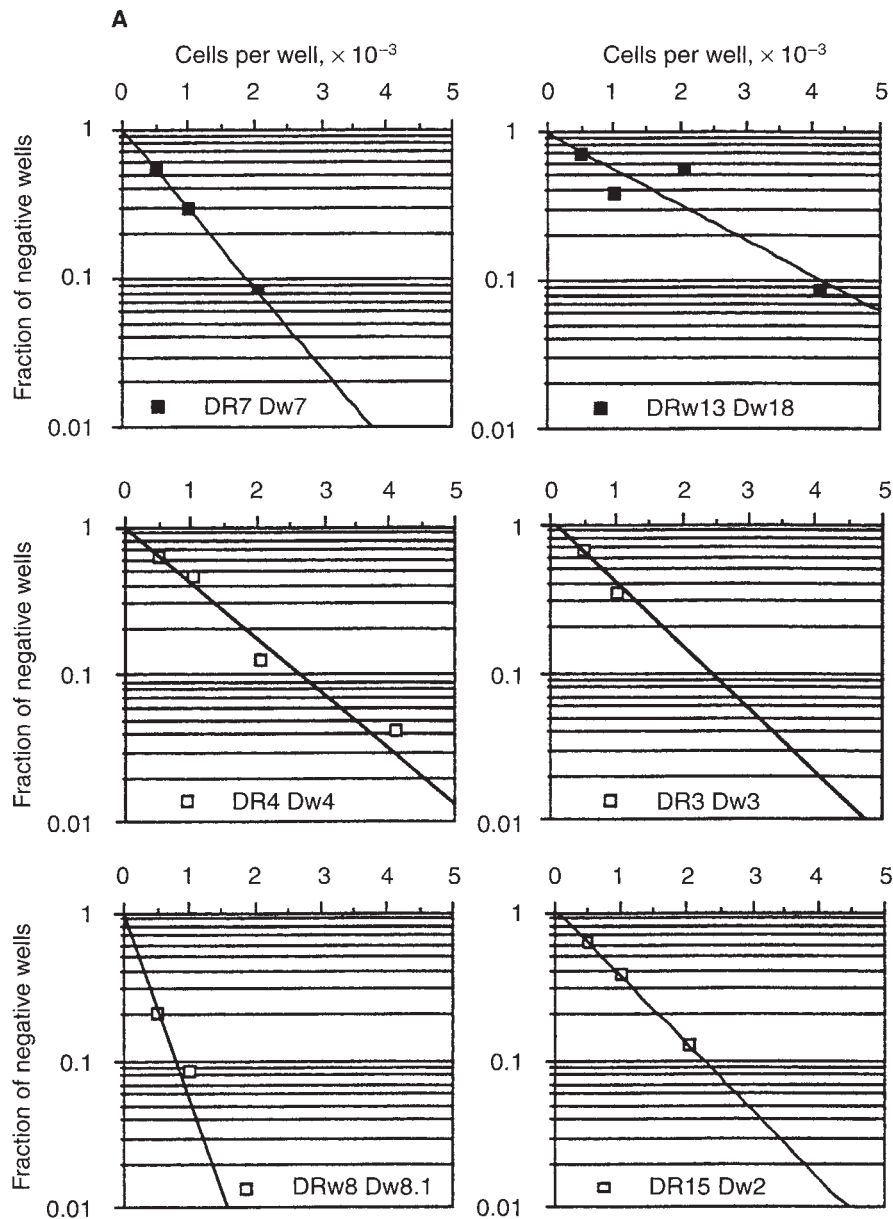 A
Cells per well, × 10⁻³
Cells per well, × 10⁻³
0 1 2 3 4 5
0 1 2 3 4 5
Fraction of negative wells
1
0.1
0.01
DR7 Dw7
1
0.1
0.01
DRw13 Dw18
0 1 2 3 4 5
0 1 2 3 4 5
Fraction of negative wells
1
0.1
0.01
DR4 Dw4
1
0.1
0.01
DR3 Dw3
0 1 2 3 4 5
0 1 2 3 4 5
Fraction of negative wells
1
0.1
0.01
DRw8 Dw8.1
1
0.1
0.01
DR15 Dw2